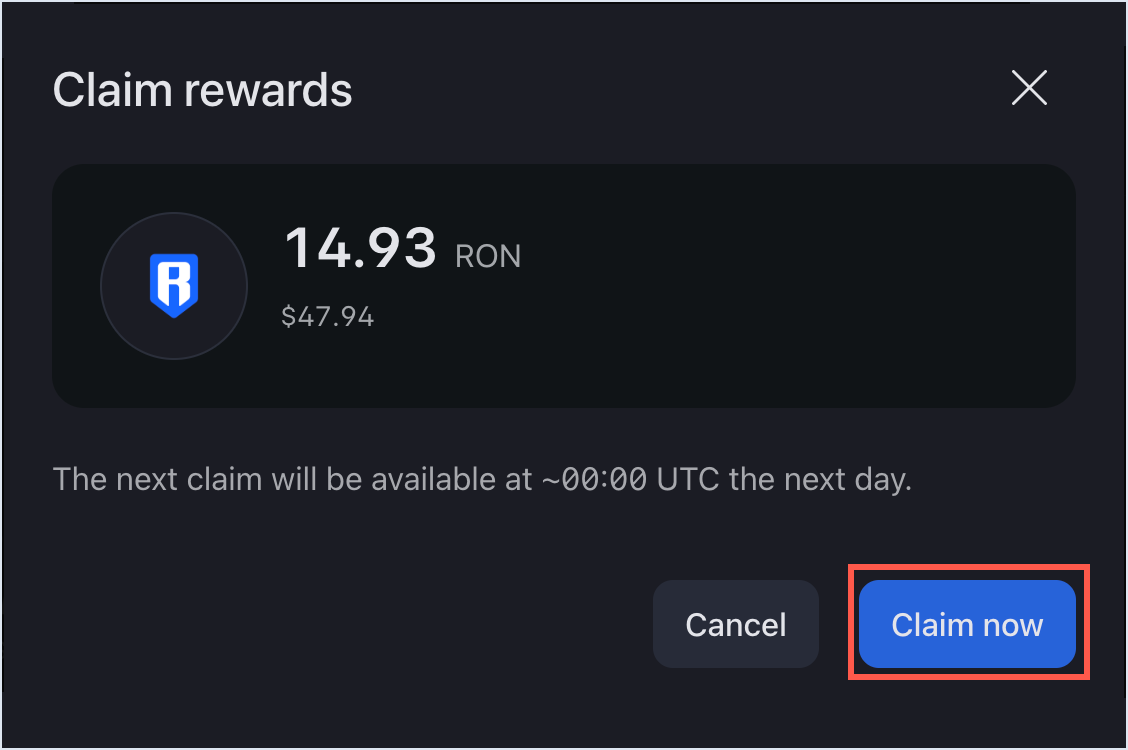 Claim rewards
14.93 RON
$47.94
The next claim will be available at ~00:00 UTC the next day.
Cancel
Claim now